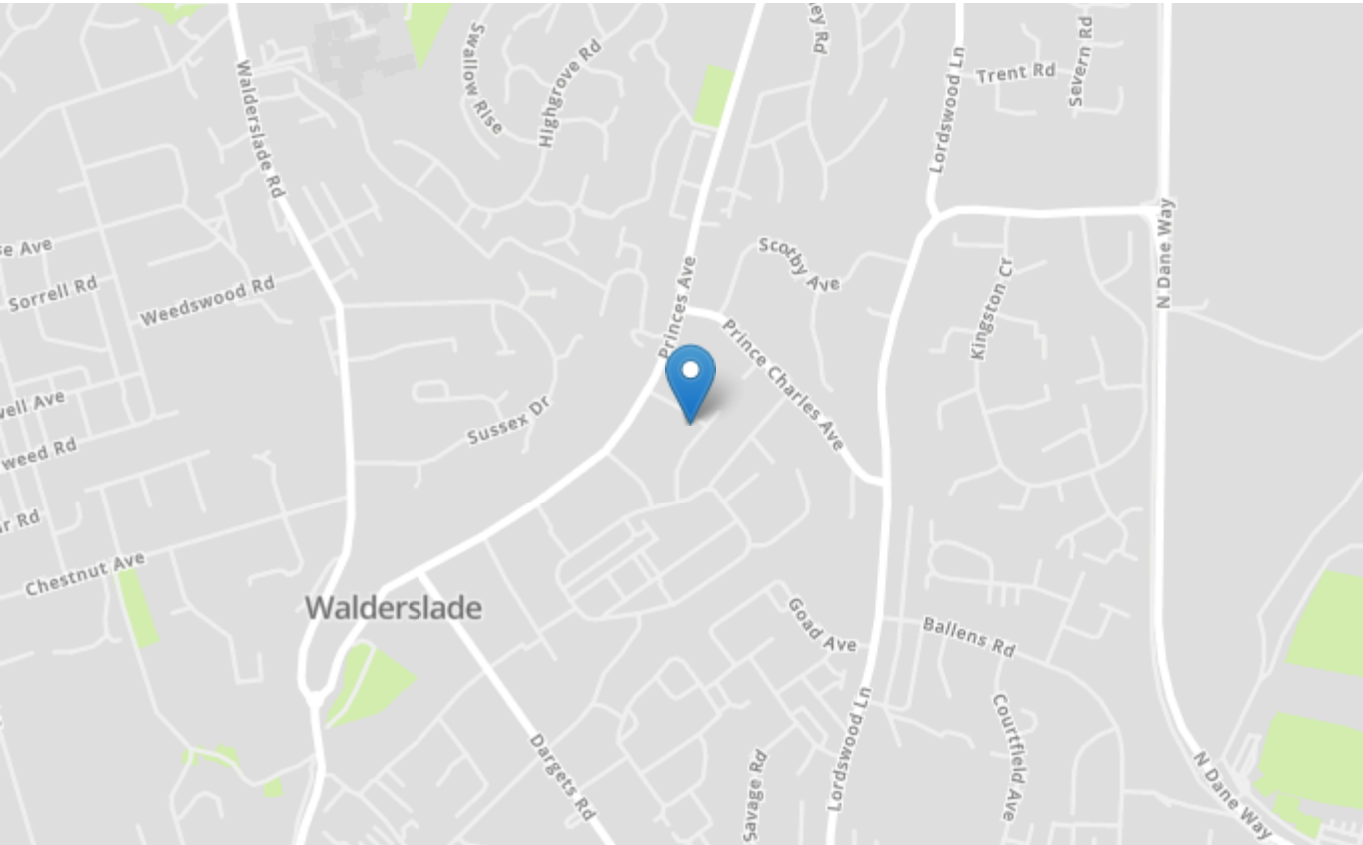 ey Rd
Swallow Rise
Highgrove Rd
Severn Rd
Trent Rd
Lordswood Ln
Walderslade Rd
N Dane Way
se Ave
Scotby Ave
Sorrell Rd
Weedswood Rd
Kingston Cr
Princes Ave
Prince Charles Ave
well Ave
Sussex Dr
weed Rd
r Rd
Chestnut Ave
Walderslade
Goad Ave
Ballens Rd
Lordswood Ln
Courtfield Ave
Dargets Rd
Savage Rd
N Dane Way